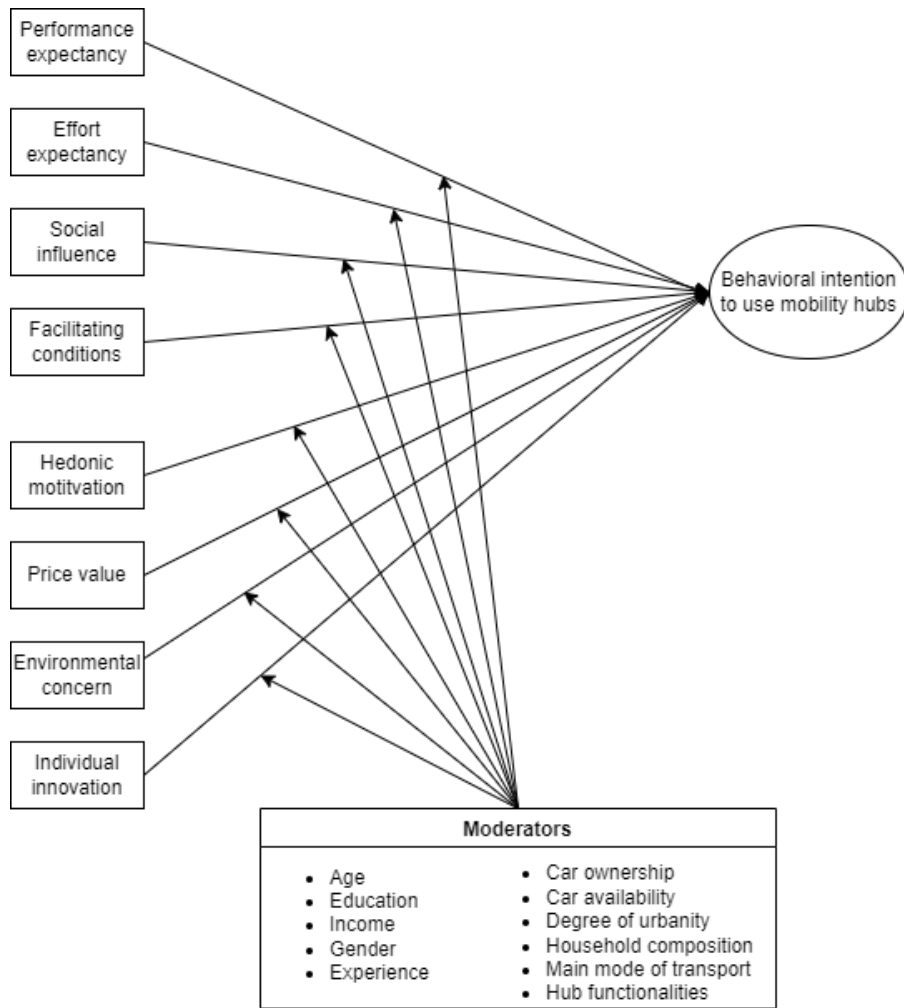 Performance
expectancy
Effort
expectancy
Social
influence
Facilitating
conditions
Hedonic
motitvation
Price value
Environmental
concern
Individual
innovation
Behavioral intention
to use mobility hubs
Moderators
• Age
• Education
• Income
• Gender
• Experience
• Car ownership
• Car availability
• Degree of urbanity
• Household composition
• Main mode of transport
• Hub functionalities